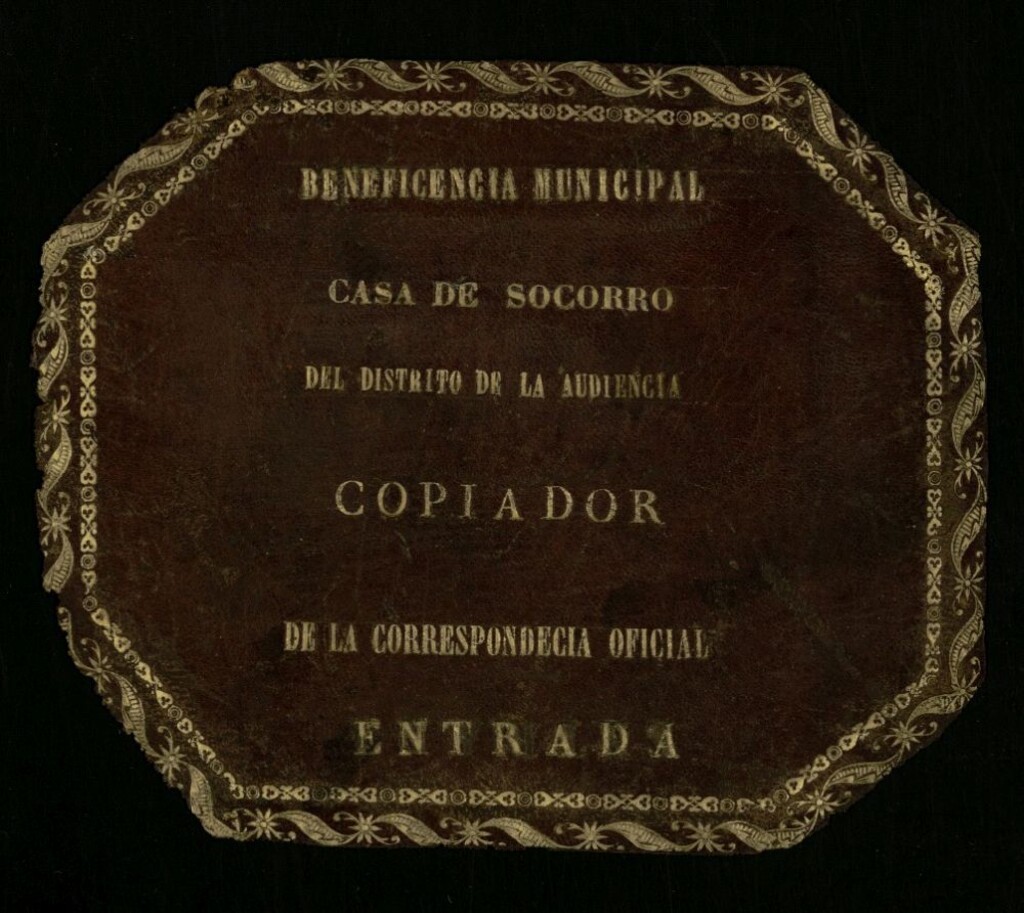 BENEFICENCIA MUNICIPAL
CASA DE SOCORRO
DEL DISTRITO DE LA AUDIENCIA
COPIADOR
DE LA CORRESPONDECIA OFICIAL
ENTRADA